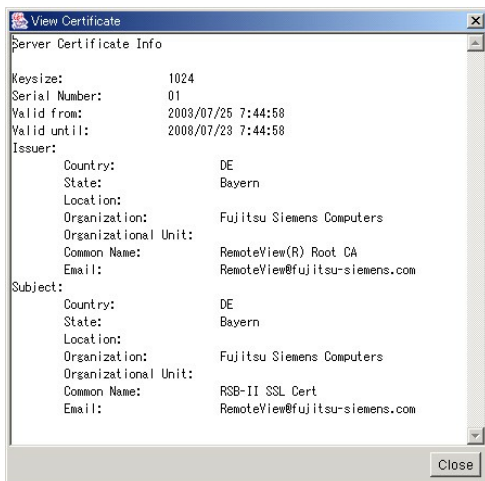 View Certificate
Server Certificate Info
Keysize: 1024
Serial Number: 01
Valid from: 2003/07/25 7:44:58
Valid until: 2008/07/23 7:44:58
Issuer:
Country: DE
State: Bayern
Location:
Organization: Fujitsu Siemens Computers
Organizational Unit:
Common Name: RemoteView(R) Root CA
Email: RemoteView@fujitsu-siemens.com
Subject:
Country: DE
State: Bayern
Location:
Organization: Fujitsu Siemens Computers
Organizational Unit:
Common Name: RSB-II SSL Cert
Email: RemoteView@fujitsu-siemens.com
Close